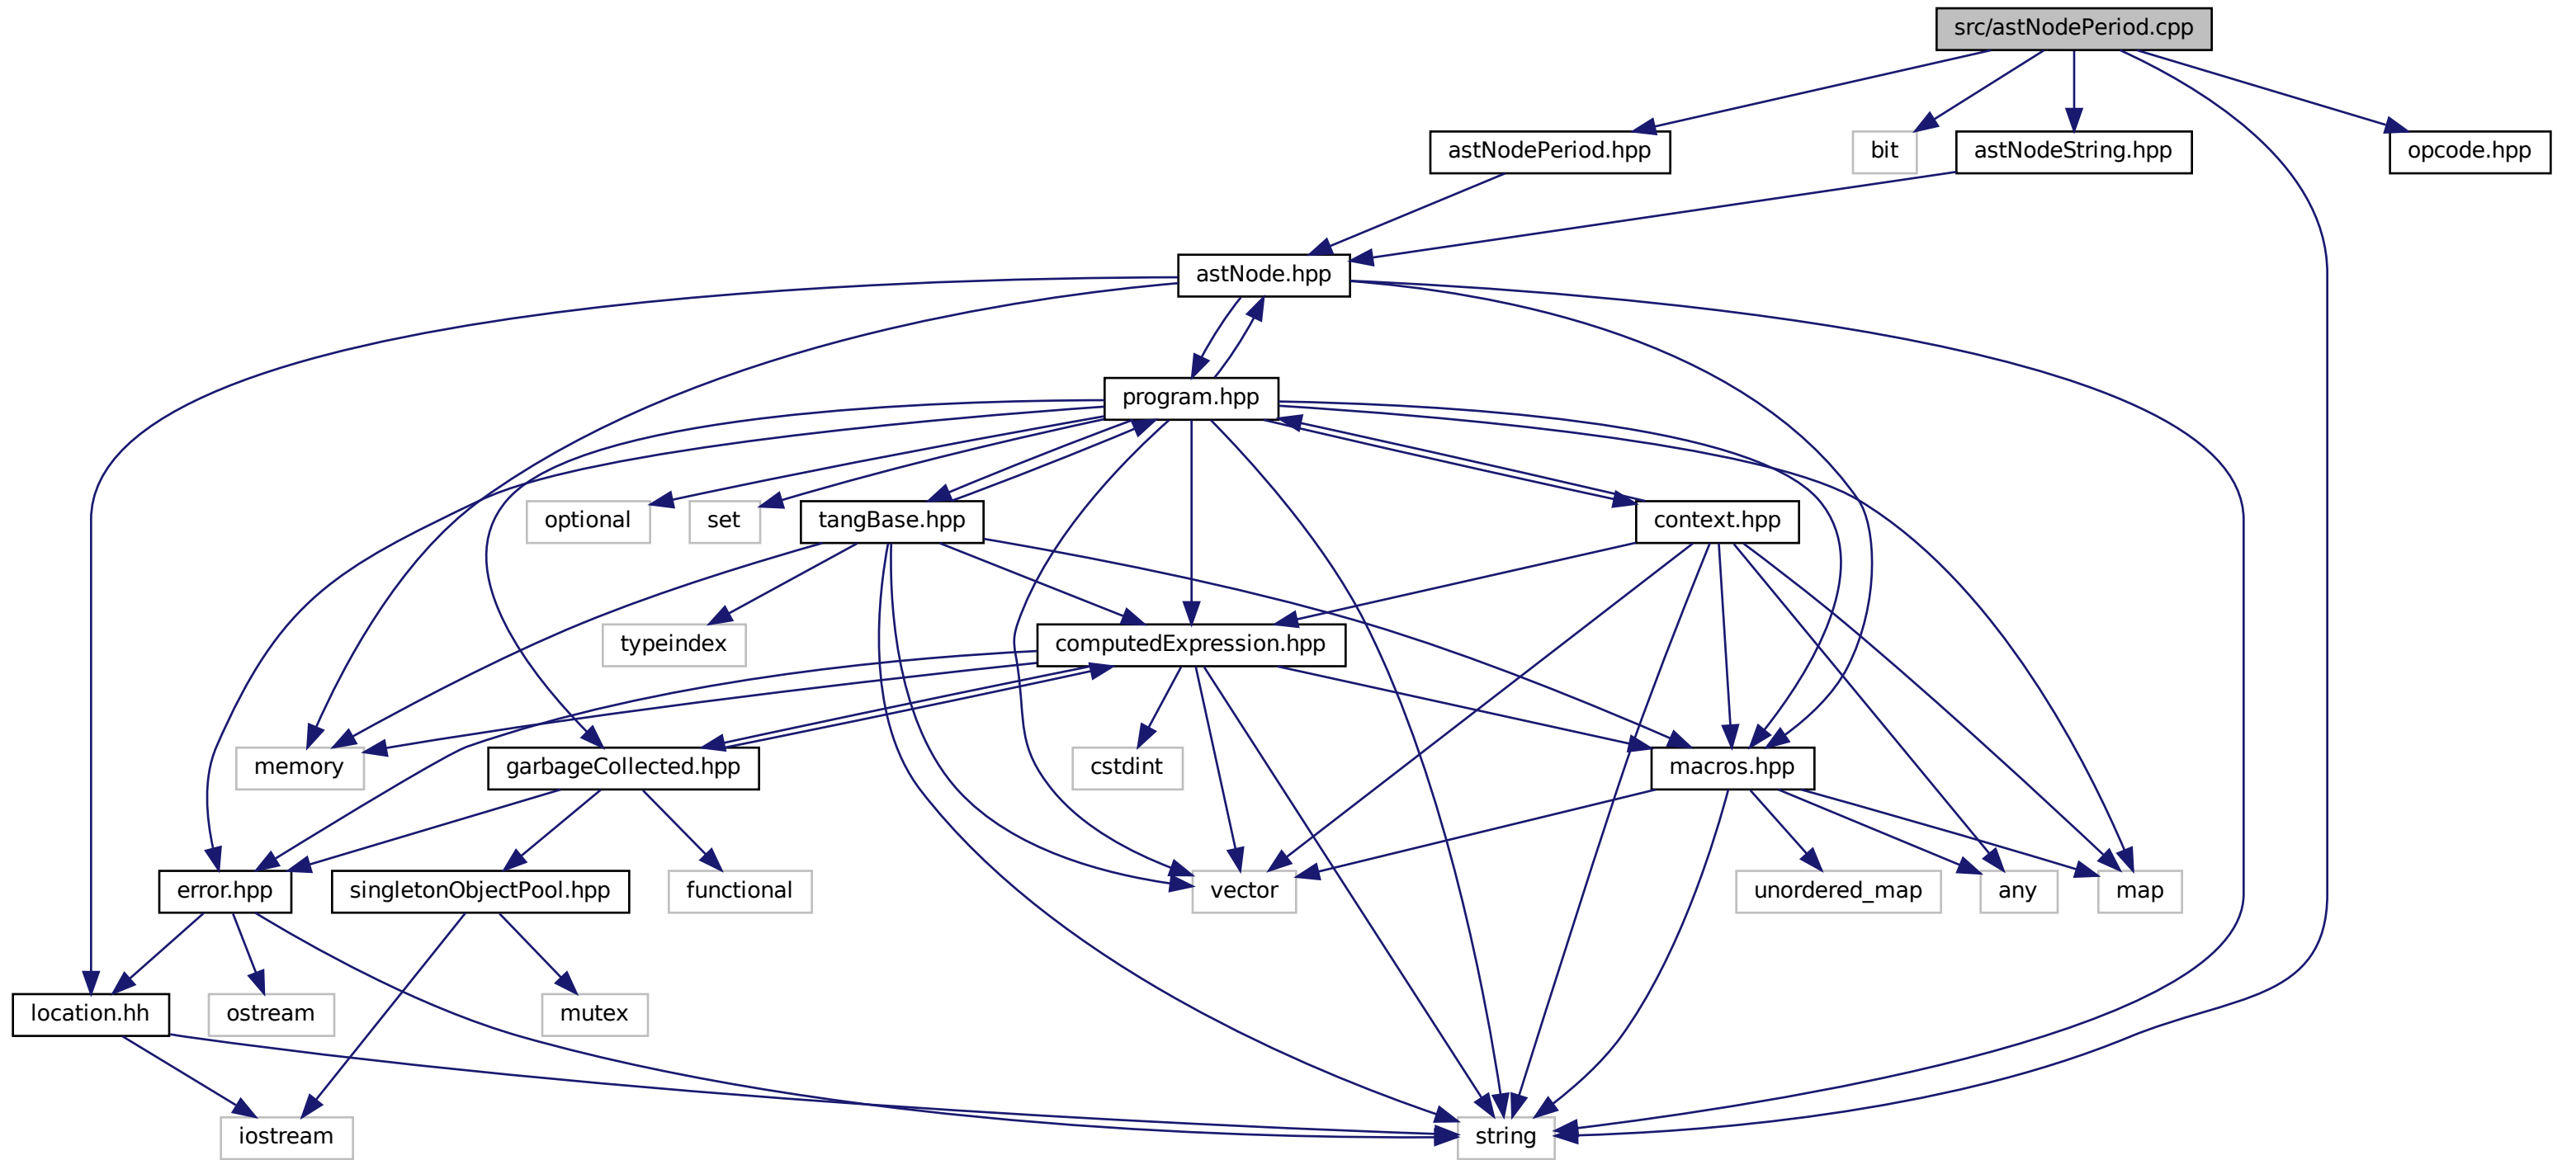 src/astNodePeriod.cpp
astNodePeriod.hpp
bit
astNodeString.hpp
opcode.hpp
astNode.hpp
program.hpp
optional
set
tangBase.hpp
context.hpp
typeindex
computedExpression.hpp
memory
garbageCollected.hpp
cstdint
macros.hpp
error.hpp
singletonObjectPool.hpp
functional
vector
unordered_map
any
map
location.hh
ostream
mutex
iostream
string